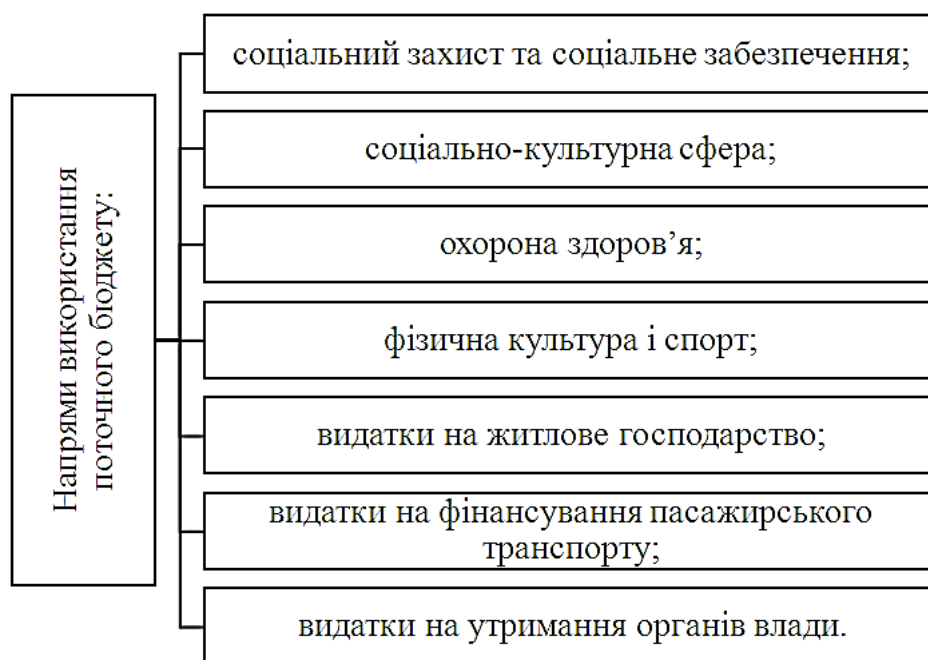 Напрями використання
поточного бюджету:
соціальний захист та соціальне забезпечення;
соціально-культурна сфера;
охорона здоров’я;
фізична культура і спорт;
видатки на житлове господарство;
видатки на фінансування пасажирського
транспорту;
видатки на утримання органів влади.